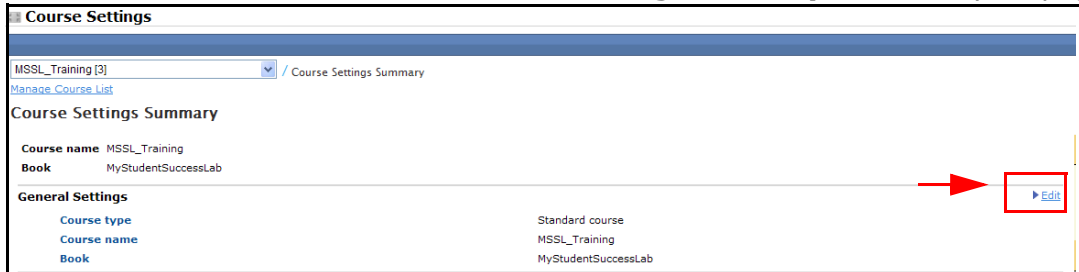 Course Settings
MSSL_Training [3] / Course Settings Summary
Manage Course List
Course Settings Summary
Course name MSSL_Training
Book MyStudentSuccessLab
General Settings Edit
Course type Standard course
Course name MSSL_Training
Book MyStudentSuccessLab